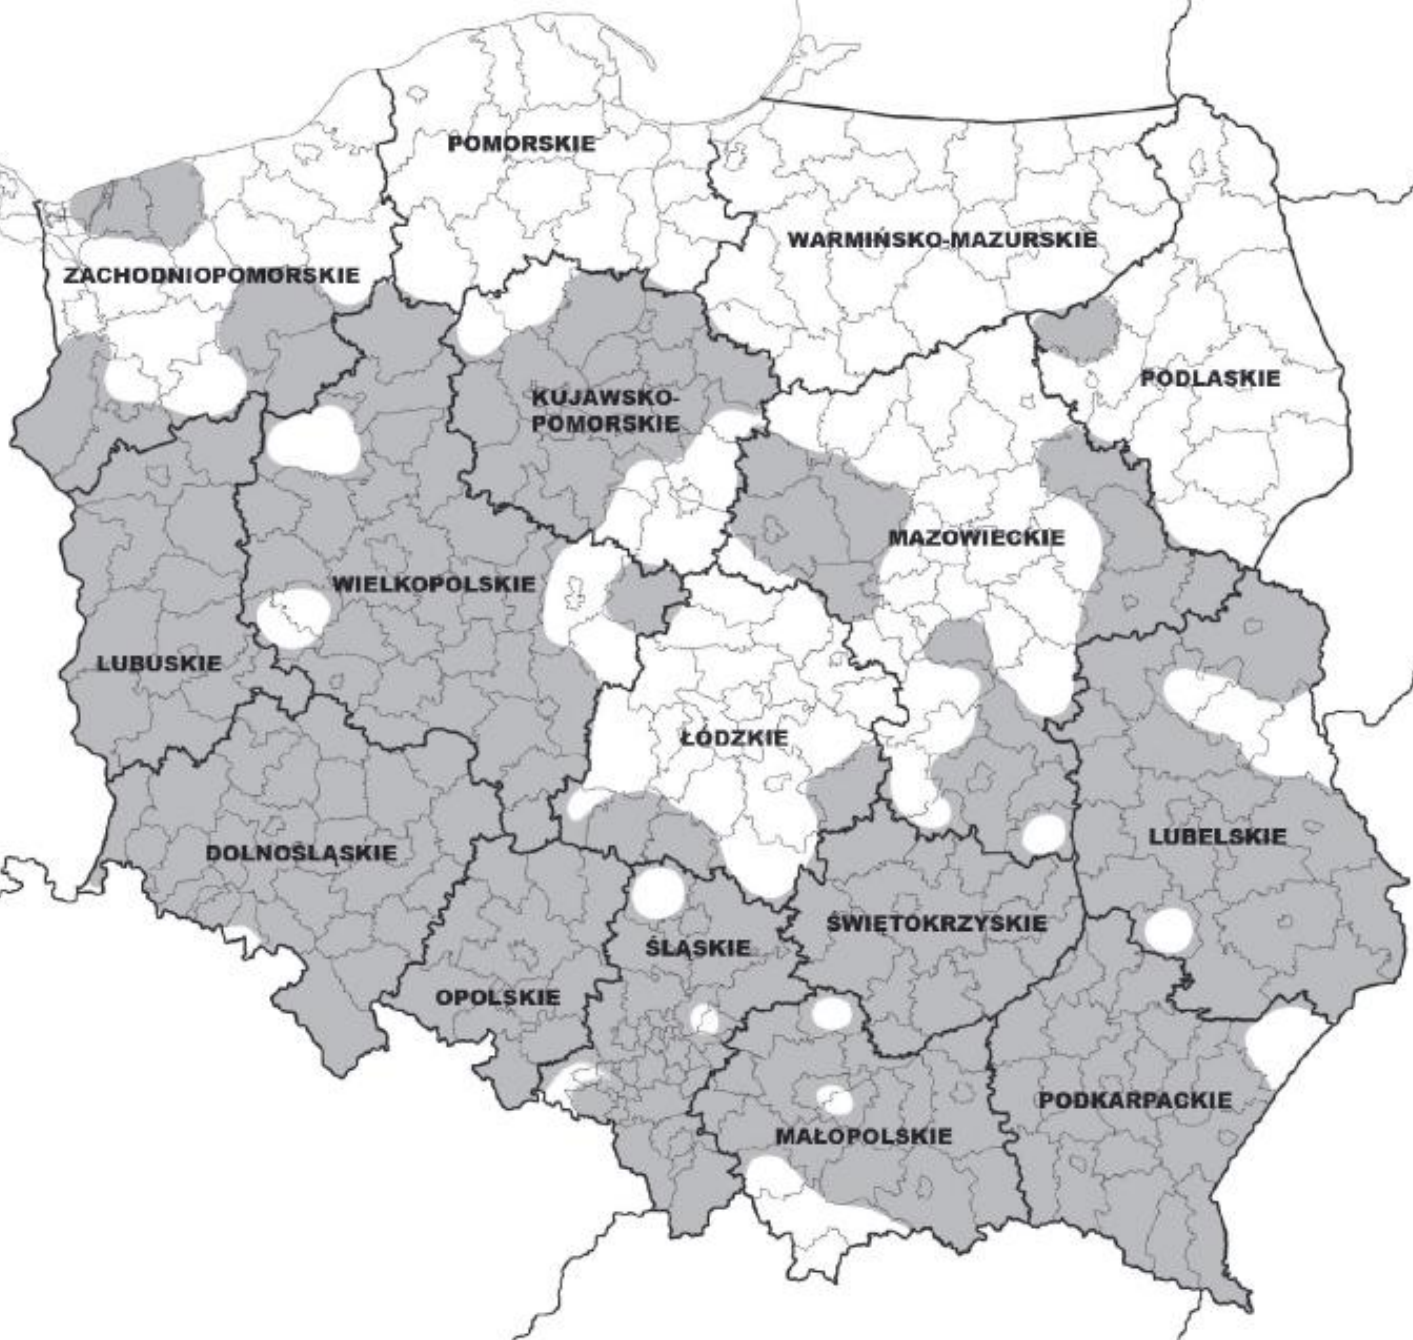 POMORSKIE
WARMIŃSKO-MAZURSKIE
ZACHODNIOPOMORSKIE
PODLASKIE
KUJAWSKO-
POMORSKIE
MAZOWIECKIE
WIELKOPOLSKIE
LUBUSKIE
ŁÓDZKIE
LUBELSKIE
DOLNOŚLĄSKIE
ŚWIĘTOKRZYSKIE
ŚLĄSKIE
OPOLSKIE
PODKARPACKIE
MAŁOPOLSKIE